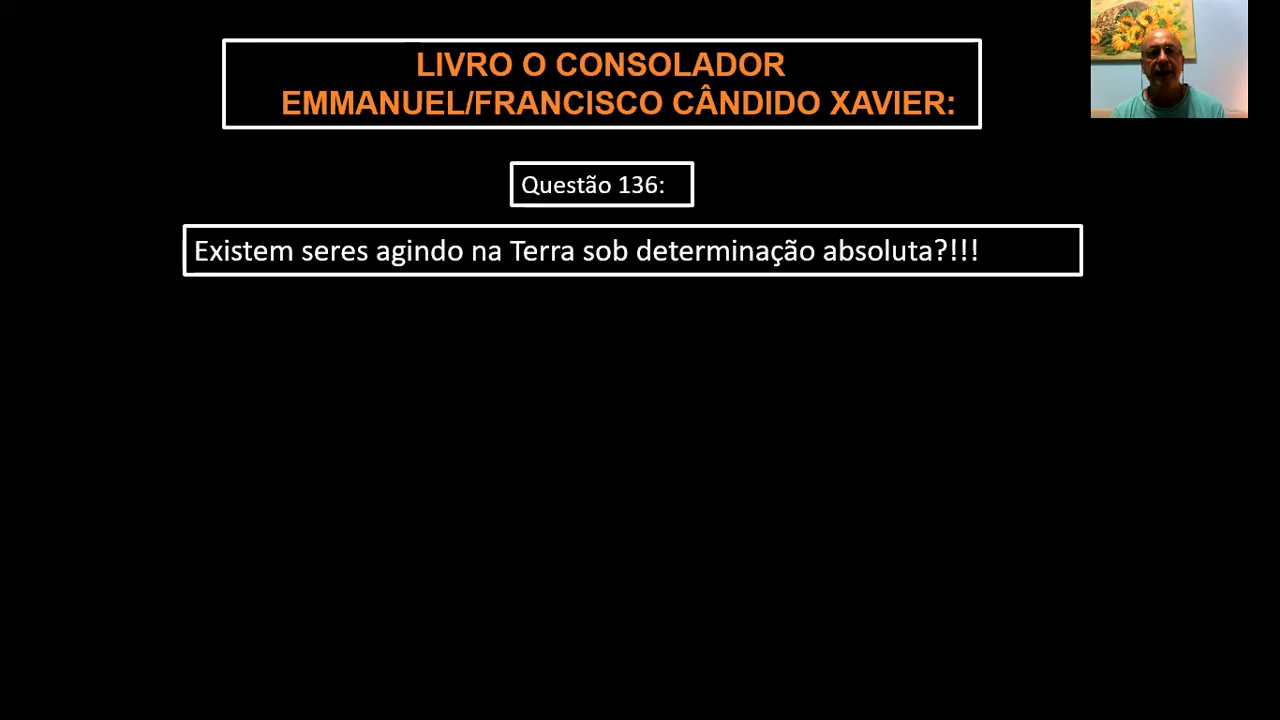 LIVRO O CONSOLADOR
EMMANUEL/FRANCISCO CÂNDIDO XAVIER:
Questão 136:
Existem seres agindo na Terra sob determinação absoluta?!!!